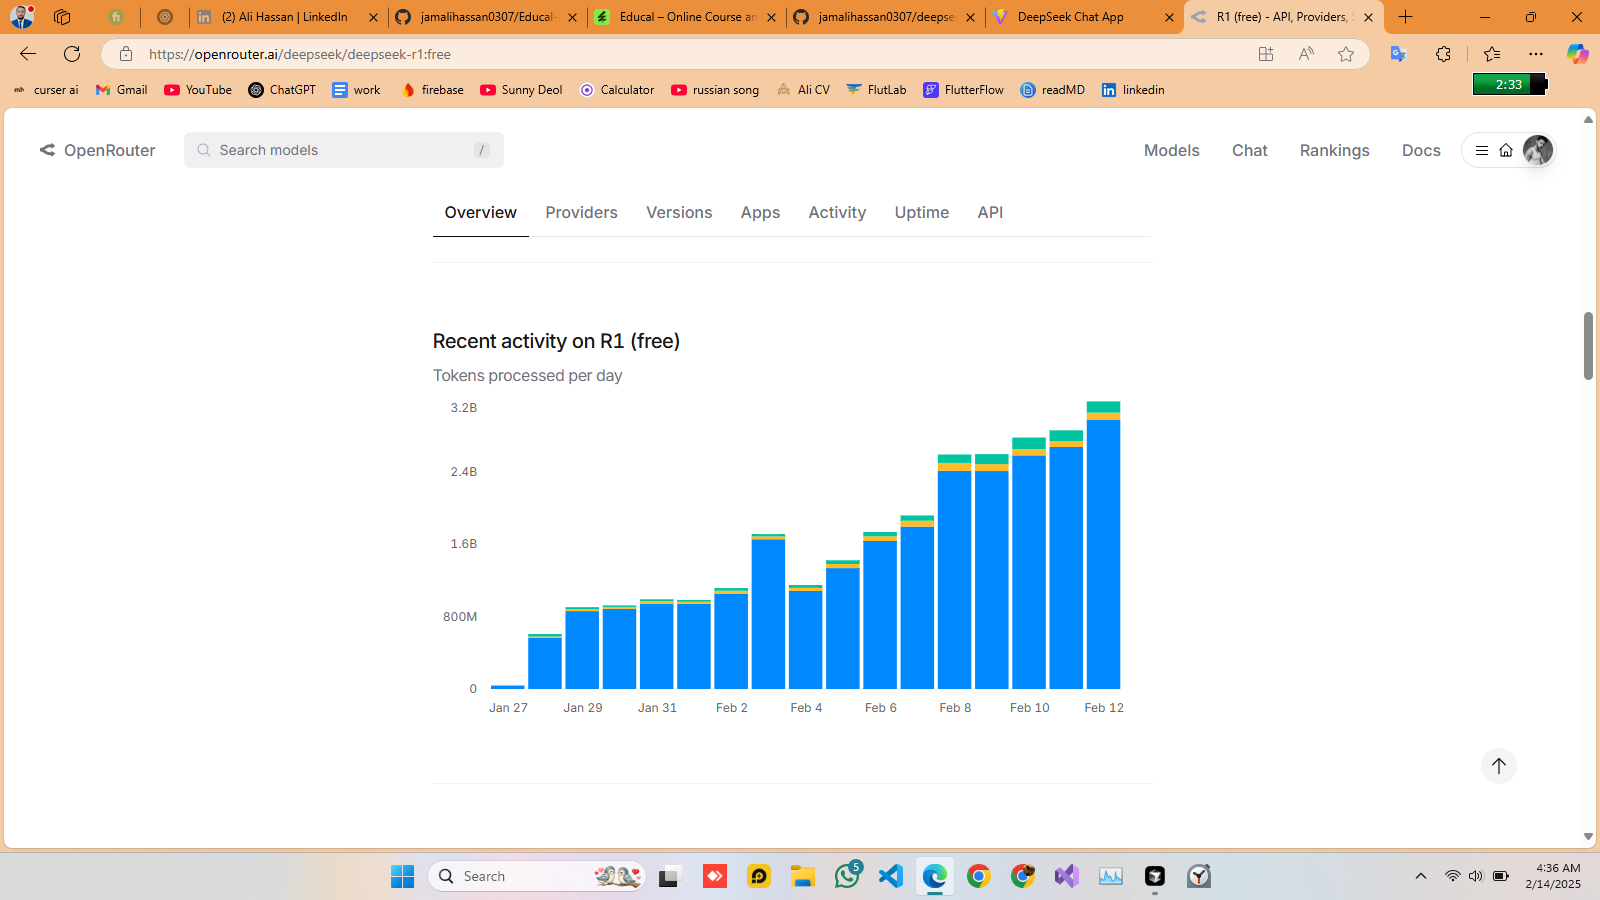 (2) Ali Hassan | LinkedIn
jamalihassan0307/Educal-
Educal – Online Course an
jamalihassan0307/deepse
DeepSeek Chat App
R1 (free) - API, Providers,
https://openrouter.ai/deepseek/deepseek-r1:free
curser ai
Gmail
YouTube
ChatGPT
work
firebase
Sunny Deol
Calculator
russian song
Ali CV
FlutLab
FlutterFlow
readMD
linkedin
2:33
OpenRouter
Search models
/
Models
Chat
Rankings
Docs
Overview
Providers
Versions
Apps
Activity
Uptime
API
Recent activity on R1 (free)
Tokens processed per day
3.2B
2.4B
1.6B
800M
0
Jan 27
Jan 29
Jan 31
Feb 2
Feb 4
Feb 6
Feb 8
Feb 10
Feb 12
Search
5
4:36 AM
2/14/2025